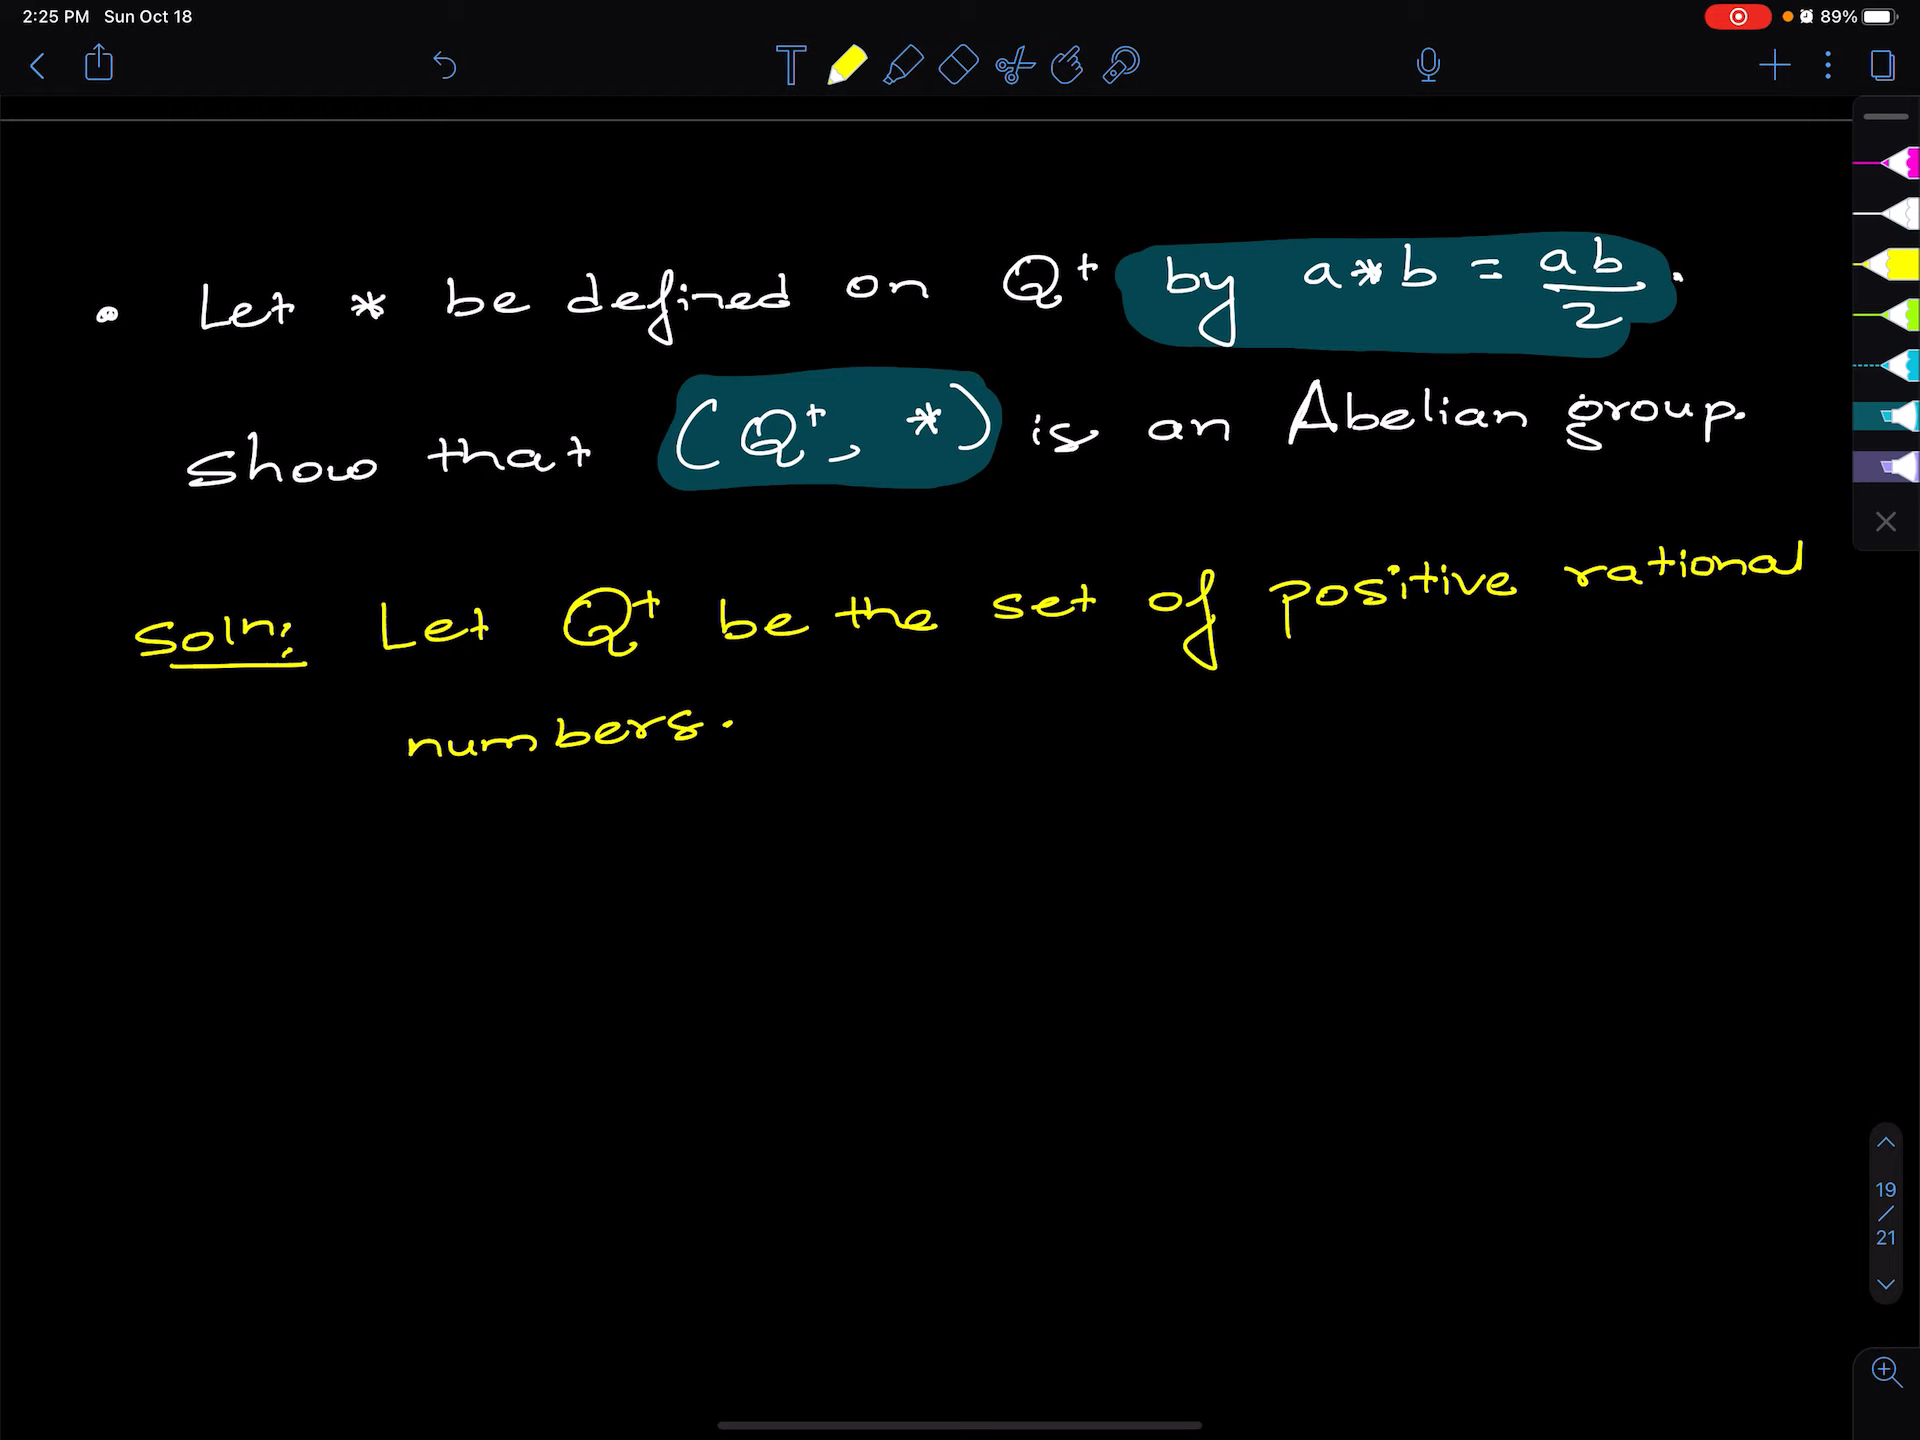 2:25 PM Sun Oct 18
89%
• Let * be defined on Q⁺ by a*b = ab/2.
show that (Q⁺, *) is an Abelian group.
Soln: Let Q⁺ be the set of positive rational
numbers.
19
/
21